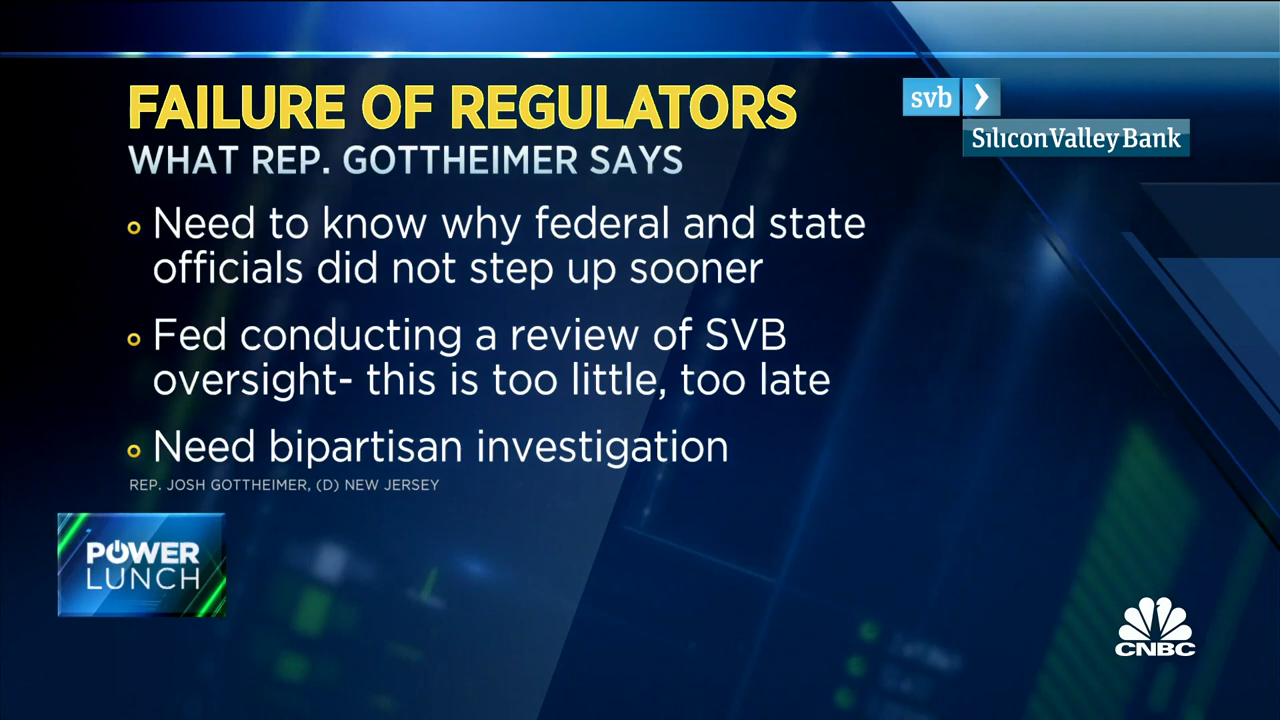 FAILURE OF REGULATORS
WHAT REP. GOTTHEIMER SAYS
svb
Silicon Valley Bank
Need to know why federal and state
officials did not step up sooner
Fed conducting a review of SVB
oversight- this is too little, too late
Need bipartisan investigation
REP. JOSH GOTTHEIMER, (D) NEW JERSEY
POWER
LUNCH
CNBC